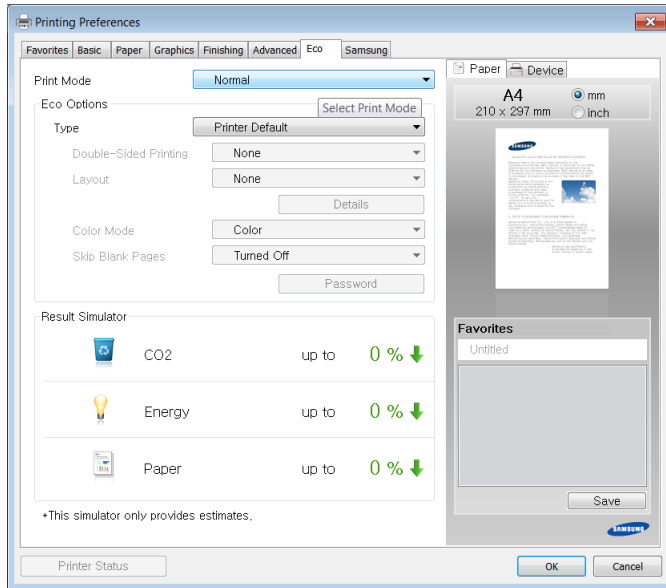 Printing Preferences
Favorites Basic Paper Graphics Finishing Advanced Eco Samsung
Print Mode Normal
Eco Options Select Print Mode
Type Printer Default
Double-Sided Printing None
Layout None
Details
Color Mode Color
Skip Blank Pages Turned Off
Password
Result Simulator
CO2 up to 0 %
Energy up to 0 %
Paper up to 0 %
*This simulator only provides estimates.
Printer Status
Paper Device
A4 mm
210 x 297 mm inch
SAMSUNG
Favorites
Untitled
Save
SAMSUNG
OK Cancel